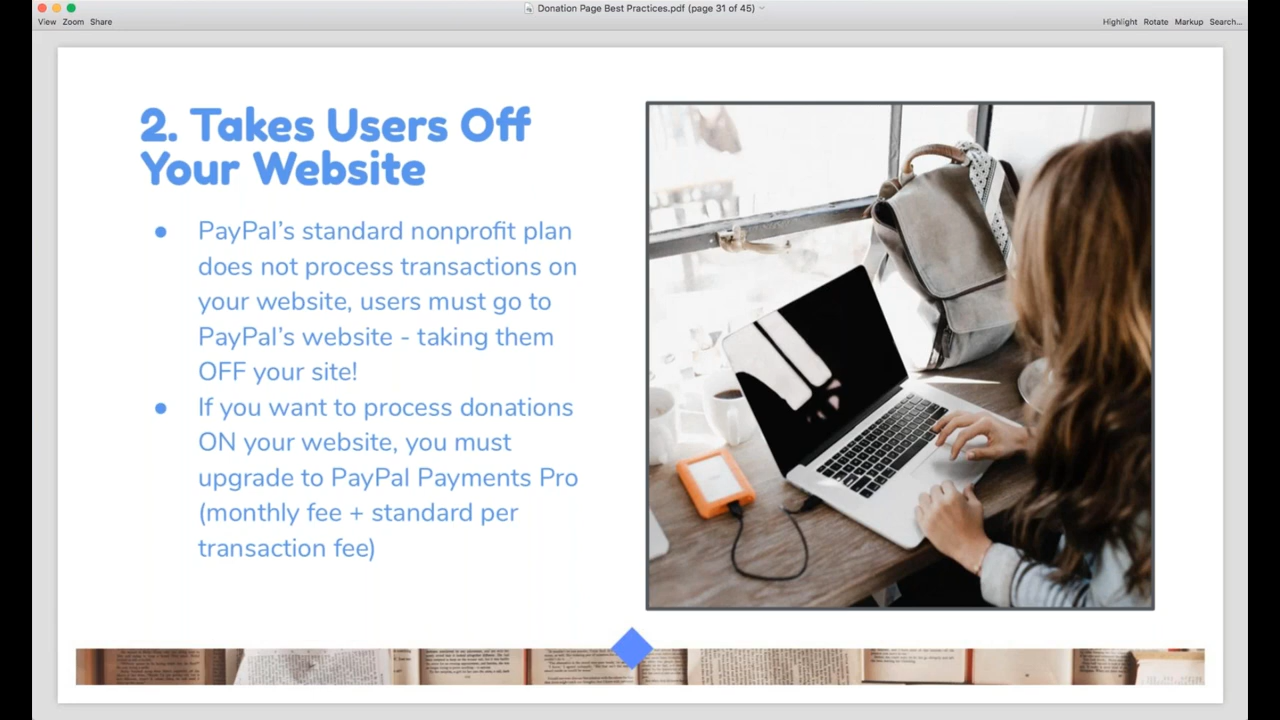 Donation Page Best Practices.pdf (page 31 of 45)
View Zoom Share
Highlight Rotate Markup Search...
2. Takes Users Off
Your Website
● PayPal’s standard nonprofit plan
does not process transactions on
your website, users must go to
PayPal’s website - taking them
OFF your site!
● If you want to process donations
ON your website, you must
upgrade to PayPal Payments Pro
(monthly fee + standard per
transaction fee)